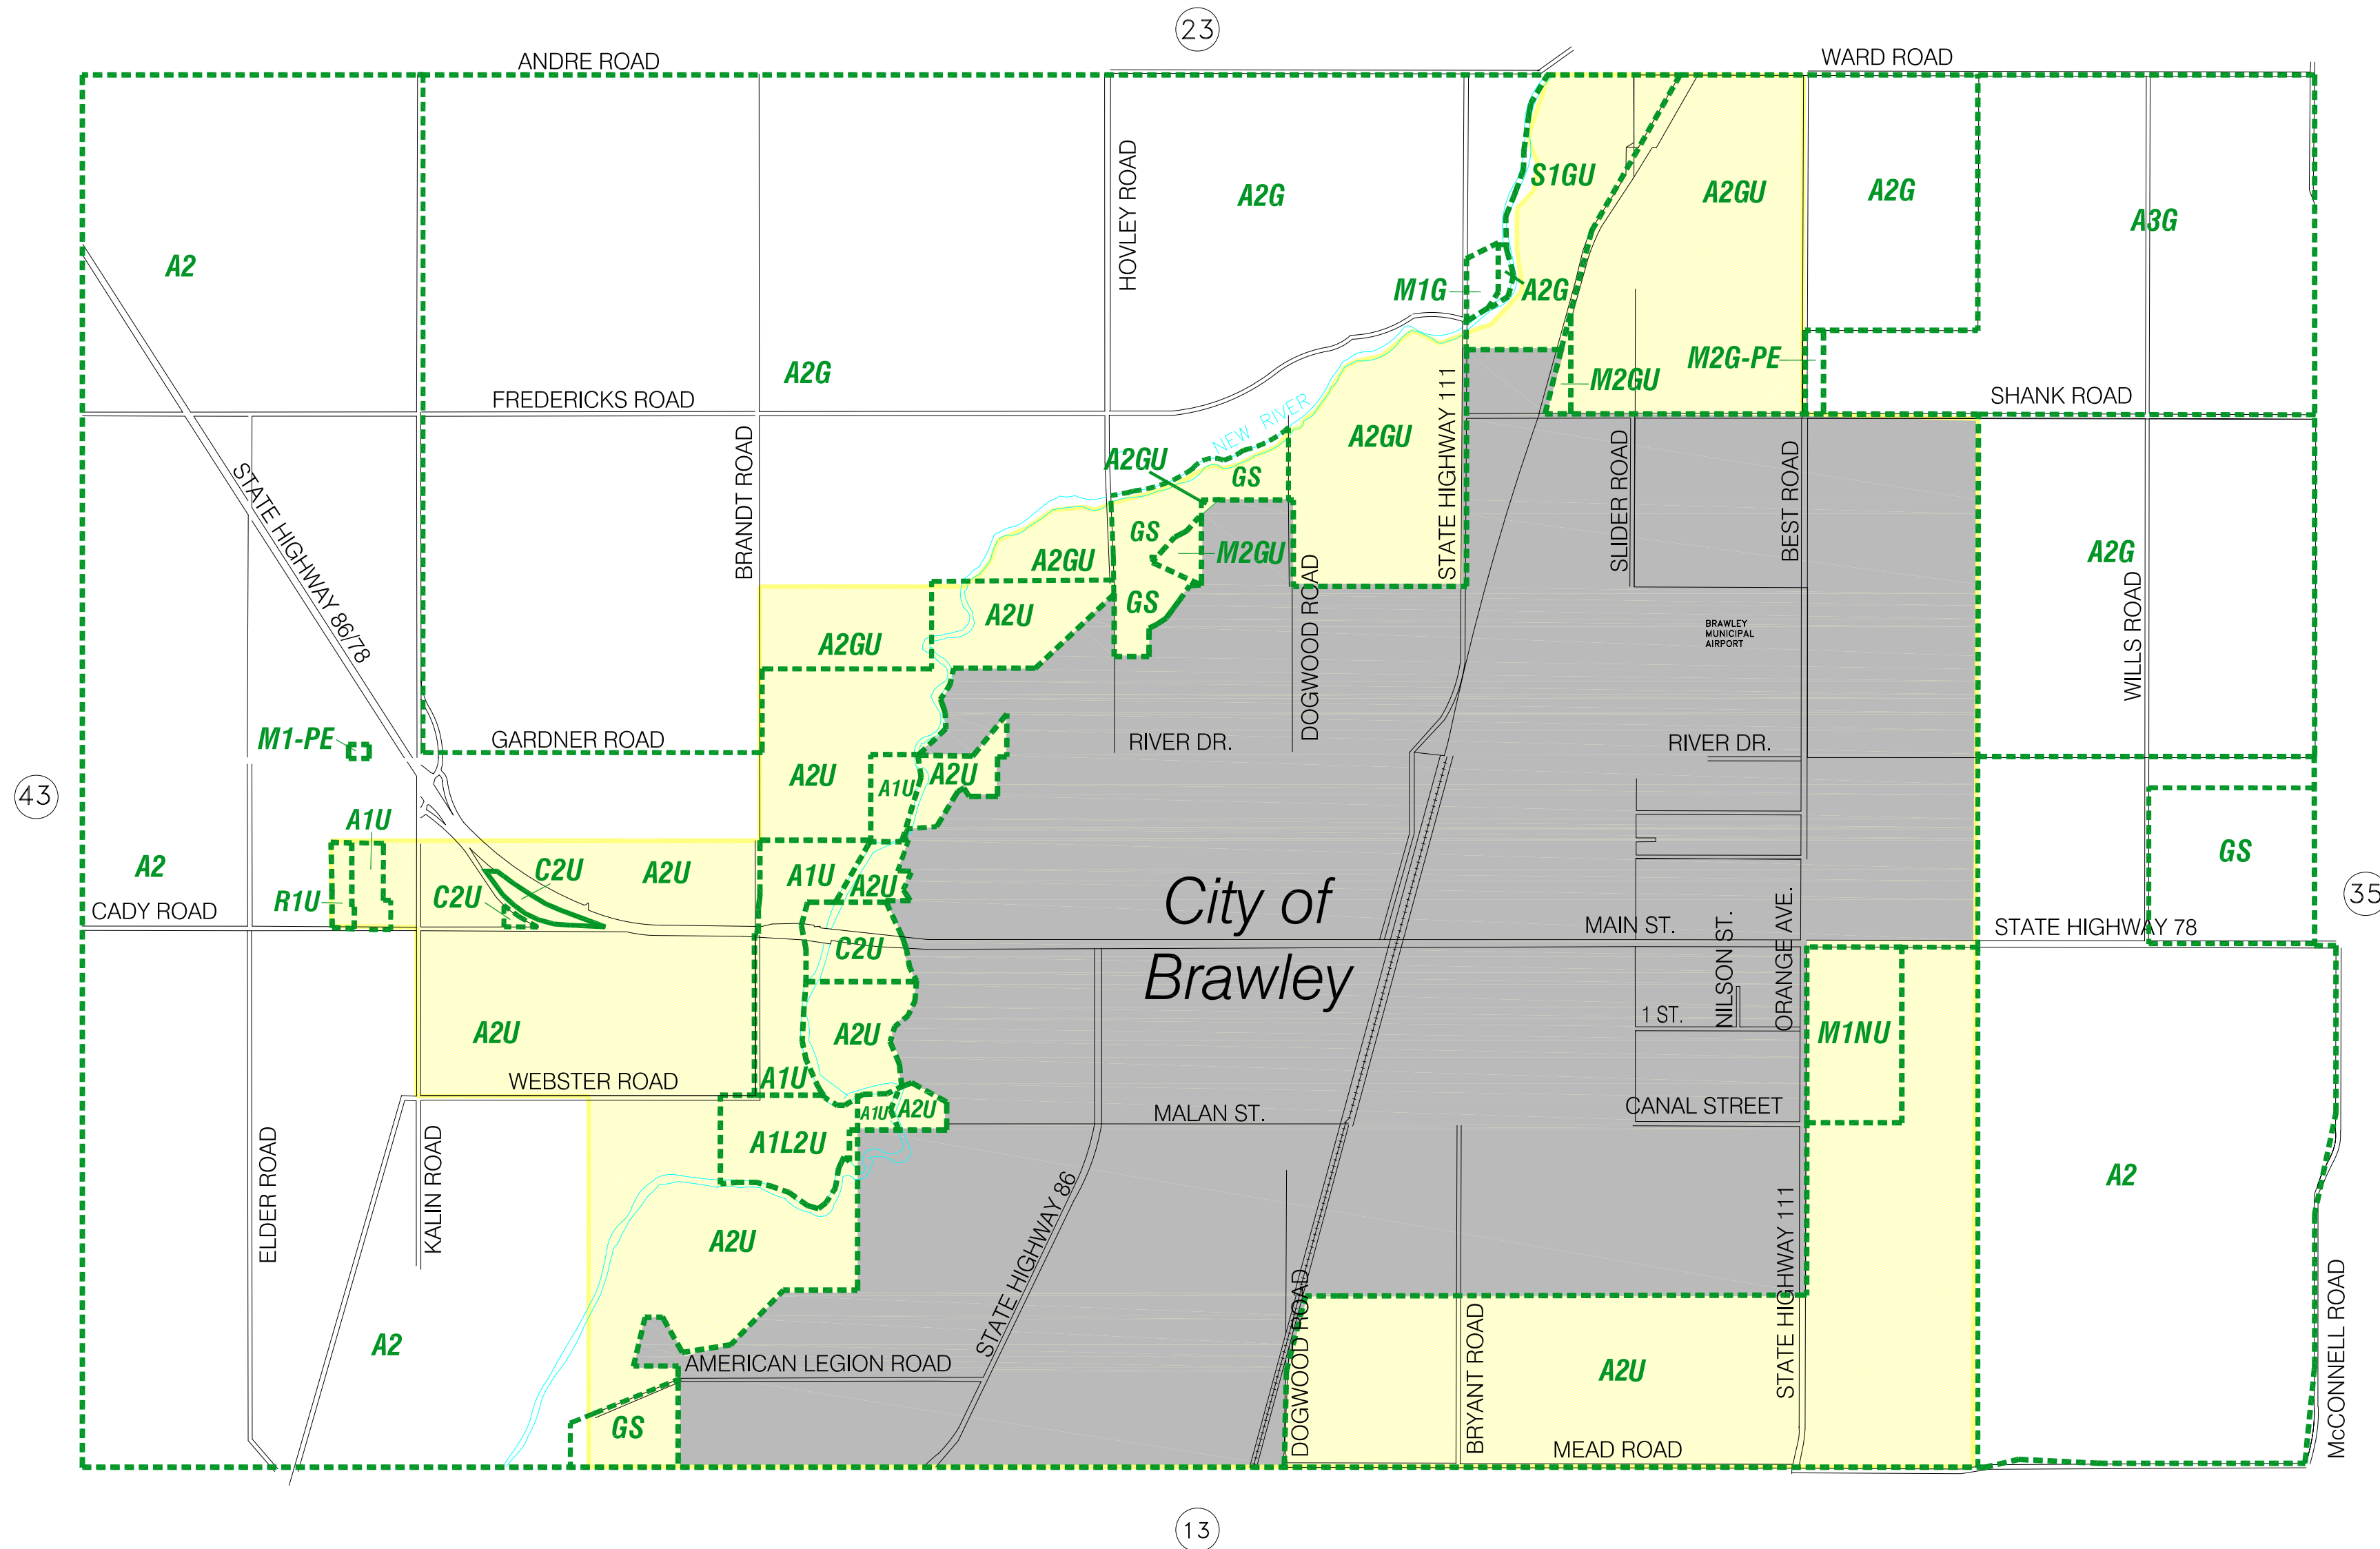 23
ANDRE ROAD
WARD ROAD
HOVLEY ROAD
A2G
S1GU
A2GU
A2G
A3G
A2
M1G
A2G
A2G
M2GU
M2G-PE
FREDERICKS ROAD
SHANK ROAD
NEW RIVER
STATE HIGHWAY 111
A2GU
A2GU
GS
BRANDT ROAD
STATE HIGHWAY 86/78
SLIDER ROAD
BEST ROAD
GS
M2GU
A2GU
A2G
GS
A2U
A2GU
DOGWOOD ROAD
BRAWLEY
MUNICIPAL
AIRPORT
WILLS ROAD
M1-PE
GARDNER ROAD
RIVER DR.
RIVER DR.
A2U
A1U
A2U
43
A1U
A2
R1U
C2U
C2U
A2U
A1U
A2U
GS
35
City of
Brawley
CADY ROAD
MAIN ST.
STATE HIGHWAY 78
C2U
NILSON ST.
ORANGE AVE.
1 ST.
A2U
A2U
M1NU
WEBSTER ROAD
A1U
A1U
A2U
MALAN ST.
CANAL STREET
A1L2U
ELDER ROAD
KALIN ROAD
STATE HIGHWAY 86
A2
A2U
STATE HIGHWAY 111
McCONNELL ROAD
A2
AMERICAN LEGION ROAD
DOGWOOD ROAD
BRYANT ROAD
A2U
GS
MEAD ROAD
13